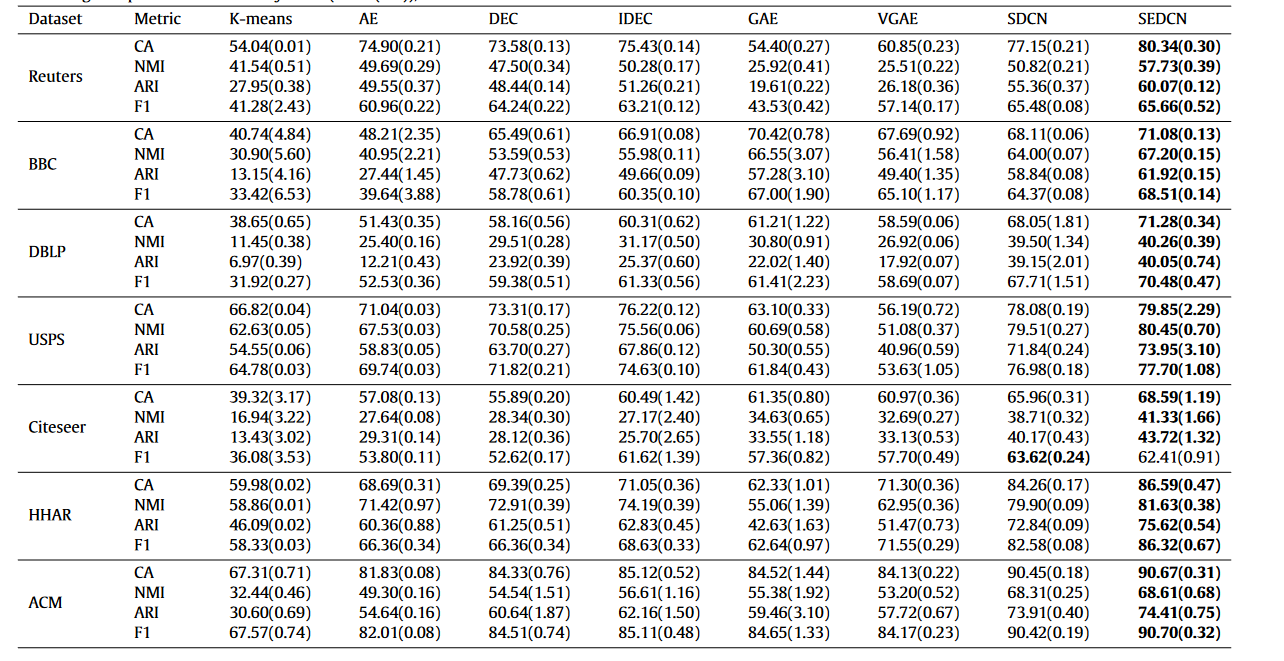 Dataset Metric K-means AE DEC IDEC GAE VGAE SDCN SEDCN
CA 54.04(0.01) 74.90(0.21) 73.58(0.13) 75.43(0.14) 54.40(0.27) 60.85(0.23) 77.15(0.21) 80.34(0.30)
NMI 41.54(0.51) 49.69(0.29) 47.50(0.34) 50.28(0.17) 25.92(0.41) 25.51(0.22) 50.82(0.21) 57.73(0.39)
Reuters
ARI 27.95(0.38) 49.55(0.37) 48.44(0.14) 51.26(0.21) 19.61(0.22) 26.18(0.36) 55.36(0.37) 60.07(0.12)
F1 41.28(2.43) 60.96(0.22) 64.24(0.22) 63.21(0.12) 43.53(0.42) 57.14(0.17) 65.48(0.08) 65.66(0.52)
CA 40.74(4.84) 48.21(2.35) 65.49(0.61) 66.91(0.08) 70.42(0.78) 67.69(0.92) 68.11(0.06) 71.08(0.13)
NMI 30.90(5.60) 40.95(2.21) 53.59(0.53) 55.98(0.11) 66.55(3.07) 56.41(1.58) 64.00(0.07) 67.20(0.15)
BBC
ARI 13.15(4.16) 27.44(1.45) 47.73(0.62) 49.66(0.09) 57.28(3.10) 49.40(1.35) 58.84(0.08) 61.92(0.15)
F1 33.42(6.53) 39.64(3.88) 58.78(0.61) 60.35(0.10) 67.00(1.90) 65.10(1.17) 64.37(0.08) 68.51(0.14)
CA 38.65(0.65) 51.43(0.35) 58.16(0.56) 60.31(0.62) 61.21(1.22) 58.59(0.06) 68.05(1.81) 71.28(0.34)
NMI 11.45(0.38) 25.40(0.16) 29.51(0.28) 31.17(0.50) 30.80(0.91) 26.92(0.06) 39.50(1.34) 40.26(0.39)
DBLP
ARI 6.97(0.39) 12.21(0.43) 23.92(0.39) 25.37(0.60) 22.02(1.40) 17.92(0.07) 39.15(2.01) 40.05(0.74)
F1 31.92(0.27) 52.53(0.36) 59.38(0.51) 61.33(0.56) 61.41(2.23) 58.69(0.07) 67.71(1.51) 70.48(0.47)
CA 66.82(0.04) 71.04(0.03) 73.31(0.17) 76.22(0.12) 63.10(0.33) 56.19(0.72) 78.08(0.19) 79.85(2.29)
NMI 62.63(0.05) 67.53(0.03) 70.58(0.25) 75.56(0.06) 60.69(0.58) 51.08(0.37) 79.51(0.27) 80.45(0.70)
USPS
ARI 54.55(0.06) 58.83(0.05) 63.70(0.27) 67.86(0.12) 50.30(0.55) 40.96(0.59) 71.84(0.24) 73.95(3.10)
F1 64.78(0.03) 69.74(0.03) 71.82(0.21) 74.63(0.10) 61.84(0.43) 53.63(1.05) 76.98(0.18) 77.70(1.08)
CA 39.32(3.17) 57.08(0.13) 55.89(0.20) 60.49(1.42) 61.35(0.80) 60.97(0.36) 65.96(0.31) 68.59(1.19)
NMI 16.94(3.22) 27.64(0.08) 28.34(0.30) 27.17(2.40) 34.63(0.65) 32.69(0.27) 38.71(0.32) 41.33(1.66)
Citeseer
ARI 13.43(3.02) 29.31(0.14) 28.12(0.36) 25.70(2.65) 33.55(1.18) 33.13(0.53) 40.17(0.43) 43.72(1.32)
F1 36.08(3.53) 53.80(0.11) 52.62(0.17) 61.62(1.39) 57.36(0.82) 57.70(0.49) 63.62(0.24) 62.41(0.91)
CA 59.98(0.02) 68.69(0.31) 69.39(0.25) 71.05(0.36) 62.33(1.01) 71.30(0.36) 84.26(0.17) 86.59(0.47)
NMI 58.86(0.01) 71.42(0.97) 72.91(0.39) 74.19(0.39) 55.06(1.39) 62.95(0.36) 79.90(0.09) 81.63(0.38)
HHAR
ARI 46.09(0.02) 60.36(0.88) 61.25(0.51) 62.83(0.45) 42.63(1.63) 51.47(0.73) 72.84(0.09) 75.62(0.54)
F1 58.33(0.03) 66.36(0.34) 66.36(0.34) 68.63(0.33) 62.64(0.97) 71.55(0.29) 82.58(0.08) 86.32(0.67)
CA 67.31(0.71) 81.83(0.08) 84.33(0.76) 85.12(0.52) 84.52(1.44) 84.13(0.22) 90.45(0.18) 90.67(0.31)
NMI 32.44(0.46) 49.30(0.16) 54.54(1.51) 56.61(1.16) 55.38(1.92) 53.20(0.52) 68.31(0.25) 68.61(0.68)
ACM
ARI 30.60(0.69) 54.64(0.16) 60.64(1.87) 62.16(1.50) 59.46(3.10) 57.72(0.67) 73.91(0.40) 74.41(0.75)
F1 67.57(0.74) 82.01(0.08) 84.51(0.74) 85.11(0.48) 84.65(1.33) 84.17(0.23) 90.42(0.19) 90.70(0.32)